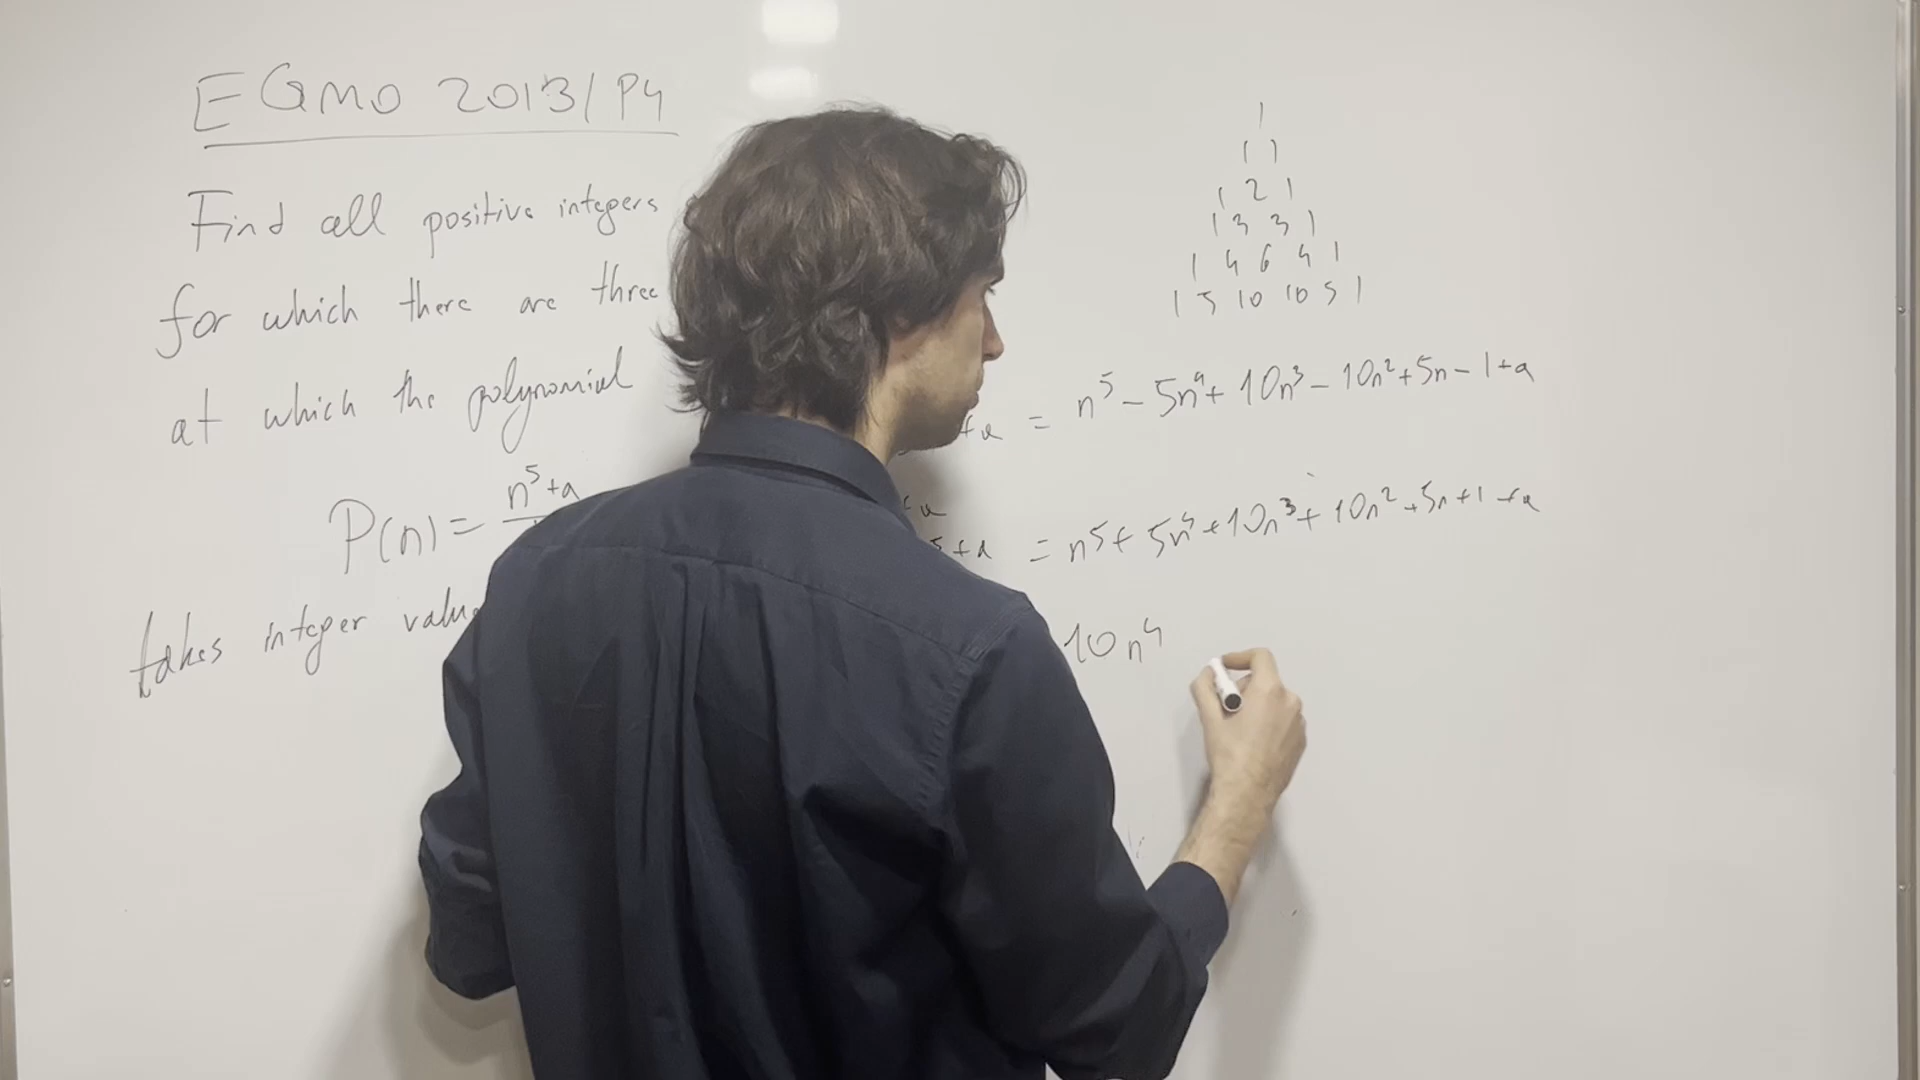 EGMO 2013/P4
Find all positive integers
for which there are three
at which the polynomial
P(n) = n⁵+a
takes integer value
1
1 1
1 2 1
1 3 3 1
1 4 6 4 1
1 5 10 10 5 1
+a = n⁵ - 5n⁴ + 10n³ - 10n² + 5n - 1 + a
+a
⁵+a = n⁵ + 5n⁴ + 10n³ + 10n² + 5n + 1 + a
10n⁴